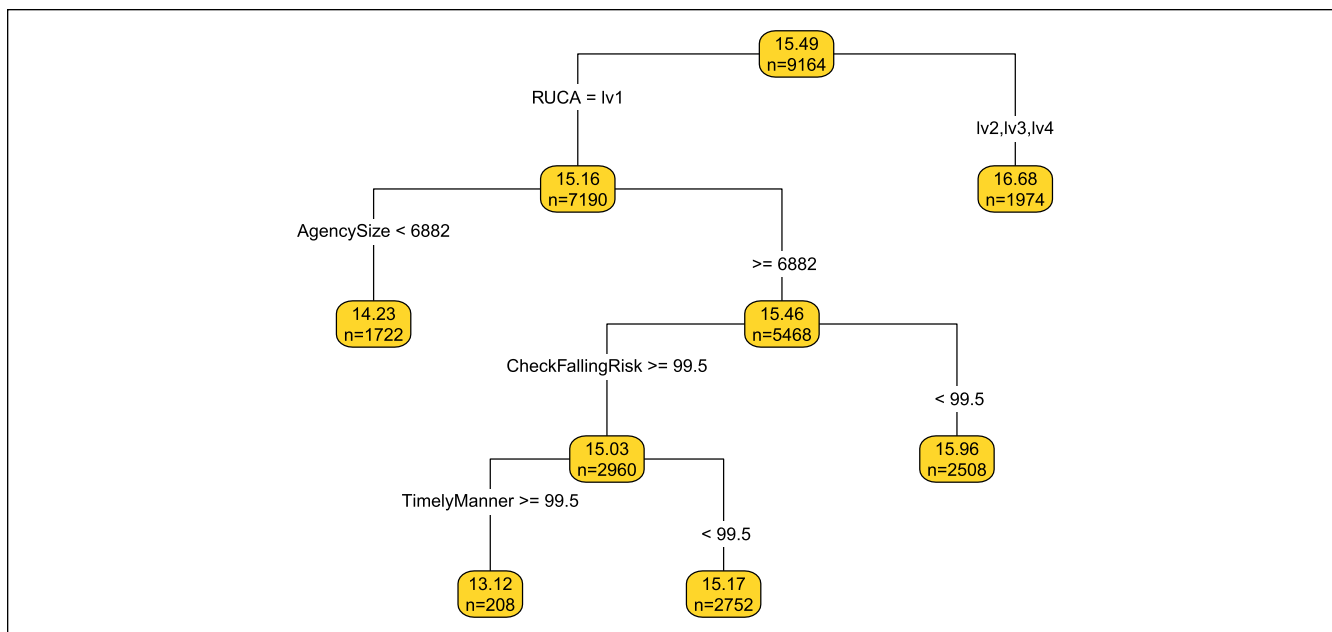 15.49
n=9164
RUCA = lv1
lv2,lv3,lv4
15.16
n=7190
16.68
n=1974
AgencySize < 6882
>= 6882
14.23
n=1722
15.46
n=5468
CheckFallingRisk >= 99.5
< 99.5
15.03
n=2960
15.96
n=2508
TimelyManner >= 99.5
< 99.5
13.12
n=208
15.17
n=2752